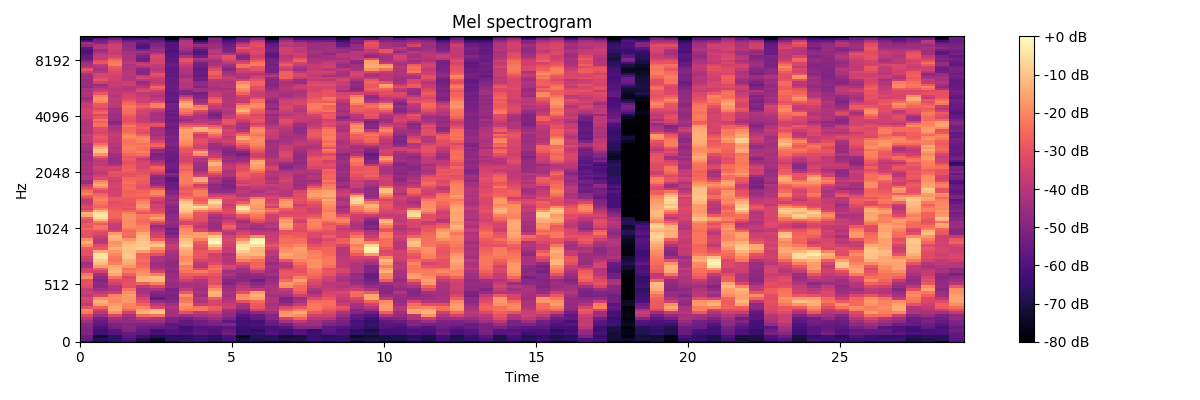 Mel spectrogram
Hz
8192
4096
2048
1024
512
0
0 5 10 15 20 25
Time
+0 dB
-10 dB
-20 dB
-30 dB
-40 dB
-50 dB
-60 dB
-70 dB
-80 dB